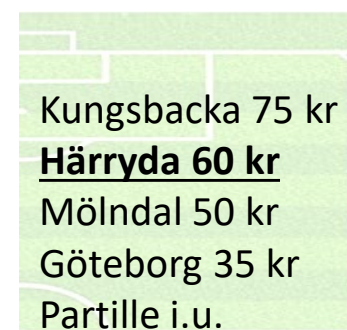 Kungsbacka 75 kr
Härryda 60 kr
Mölndal 50 kr
Göteborg 35 kr
Partille i.u.